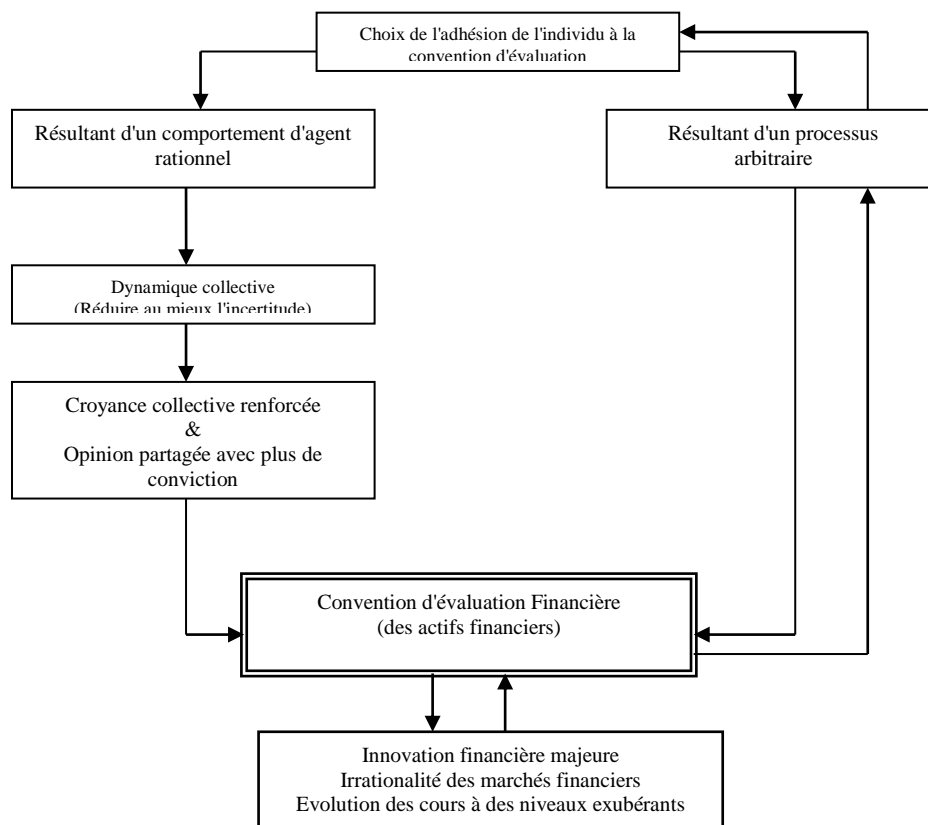 Choix de l'adhésion de l'individu à la
convention d'évaluation
Résultant d'un comportement d'agent
rationnel
Résultant d'un processus
arbitraire
Dynamique collective
(Réduire au mieux l'incertitude)
Croyance collective renforcée
&
Opinion partagée avec plus de
conviction
Convention d'évaluation Financière
(des actifs financiers)
Innovation financière majeure
Irrationalité des marchés financiers
Evolution des cours à des niveaux exubérants